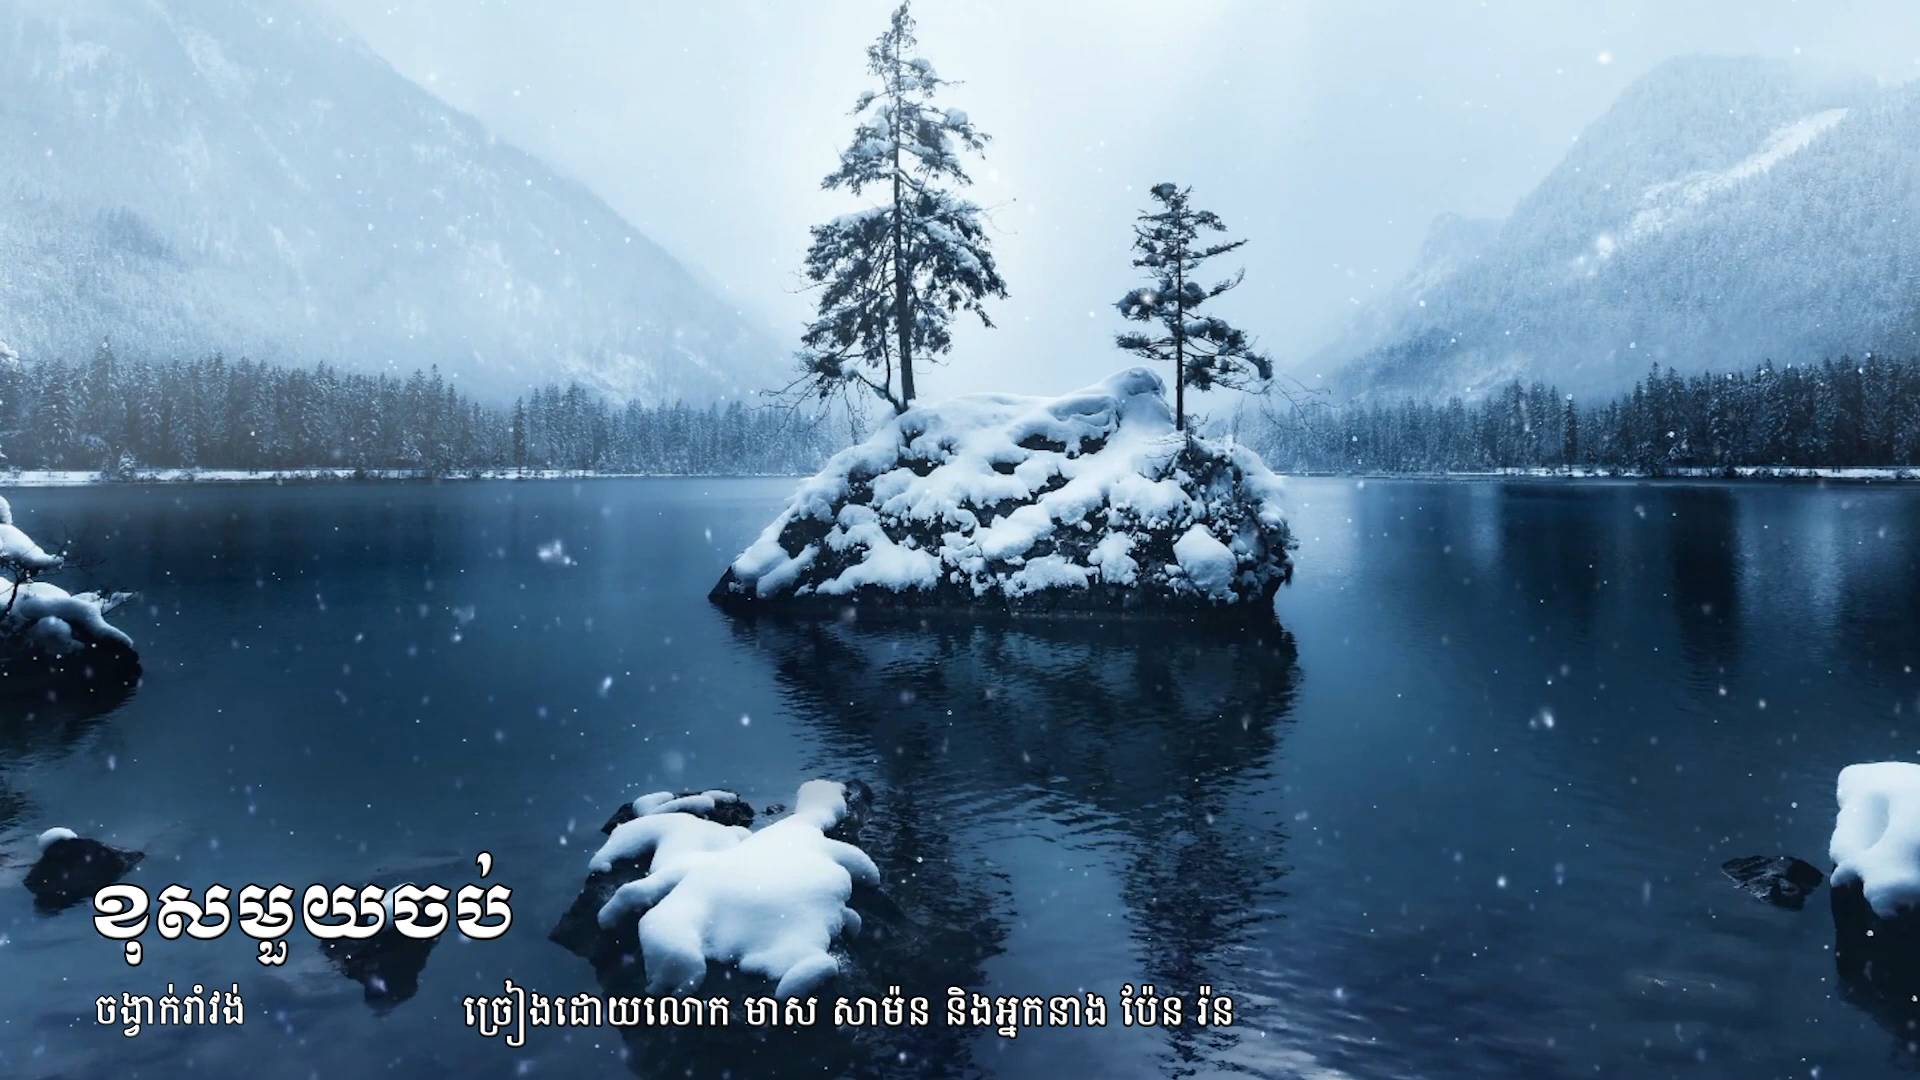 ខុសមួយចប់
ចង្វាក់រាំវង់
ច្រៀងដោយលោក មាស សាម៉ន និងអ្នកនាង ប៉ែន រ៉ន